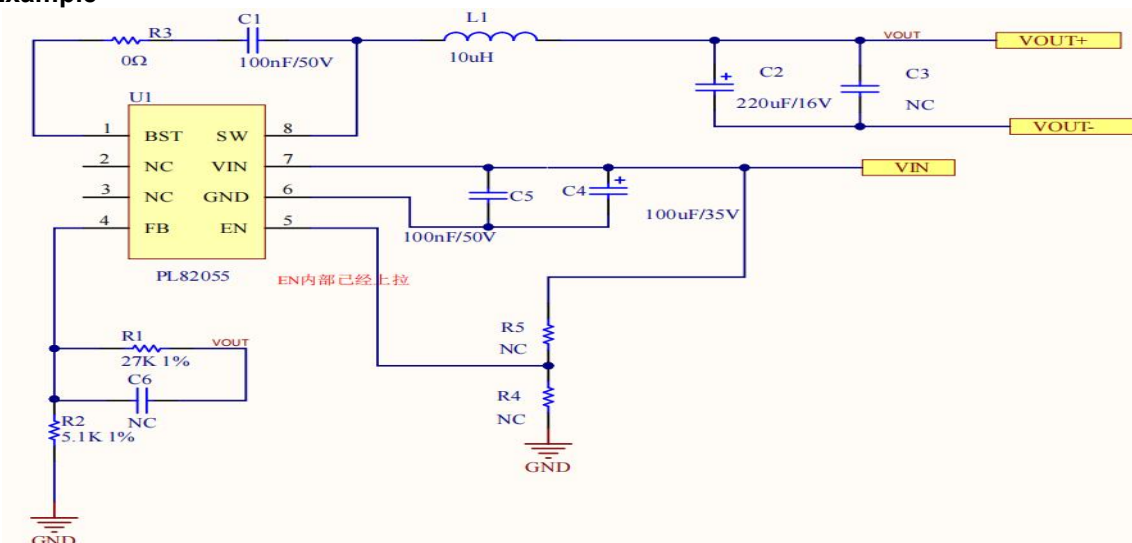 Example
R3
0Ω
C1
100nF/50V
L1
10uH
VOUT
VOUT+
C2
220uF/16V
C3
NC
VOUT-
U1
1 BST SW 8
2 NC VIN 7
3 NC GND 6
4 FB EN 5
PL82055
VIN
C5
100nF/50V
C4
100uF/35V
EN内部已经上拉
R1
27K 1%
VOUT
C6
NC
R2
5.1K 1%
R5
NC
R4
NC
GND
GND